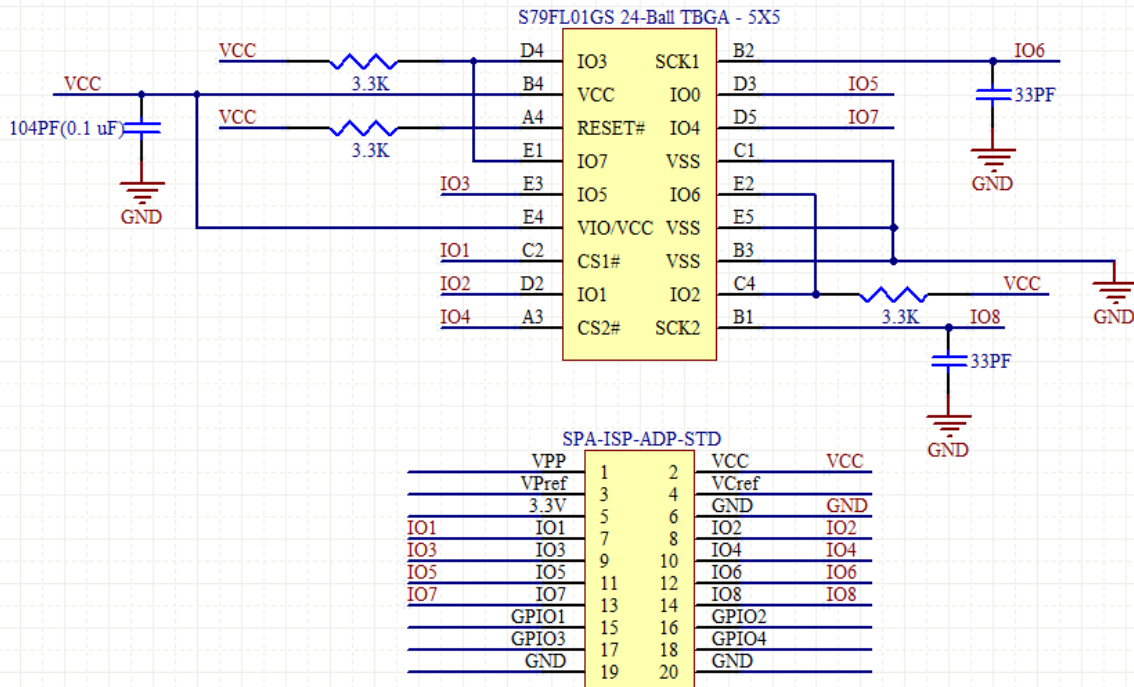 S79FL01GS 24-Ball TBGA - 5X5
VCC 3.3K D4 IO3 SCK1 B2 IO6
VCC B4 VCC IO0 D3 IO5 33PF
104PF(0.1 uF) VCC 3.3K A4 RESET# IO4 D5 IO7
E1 IO7 VSS C1
GND IO3 E3 IO5 IO6 E2 GND
E4 VIO/VCC VSS E5
IO1 C2 CS1# VSS B3
IO2 D2 IO1 IO2 C4 3.3K VCC GND
IO4 A3 CS2# SCK2 B1 IO8
33PF
GND
SPA-ISP-ADP-STD
VPP 1 2 VCC VCC
VPref 3 4 VCref
3.3V 5 6 GND GND
IO1 IO1 7 8 IO2 IO2
IO3 IO3 9 10 IO4 IO4
IO5 IO5 11 12 IO6 IO6
IO7 IO7 13 14 IO8 IO8
GPIO1 15 16 GPIO2
GPIO3 17 18 GPIO4
GND 19 20 GND